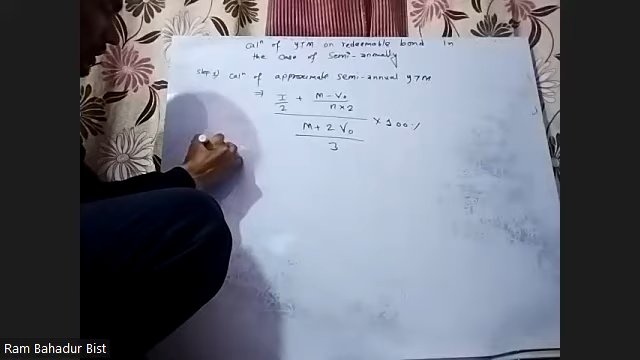 Calⁿ of YTM on redeemable bond in
the case of Semi-annually
Step 1) Calⁿ of approximate semi-annual YTM
⇒ I/2 + M-V₀/n×2
M+2V₀/3 × 100%
Ram Bahadur Bist